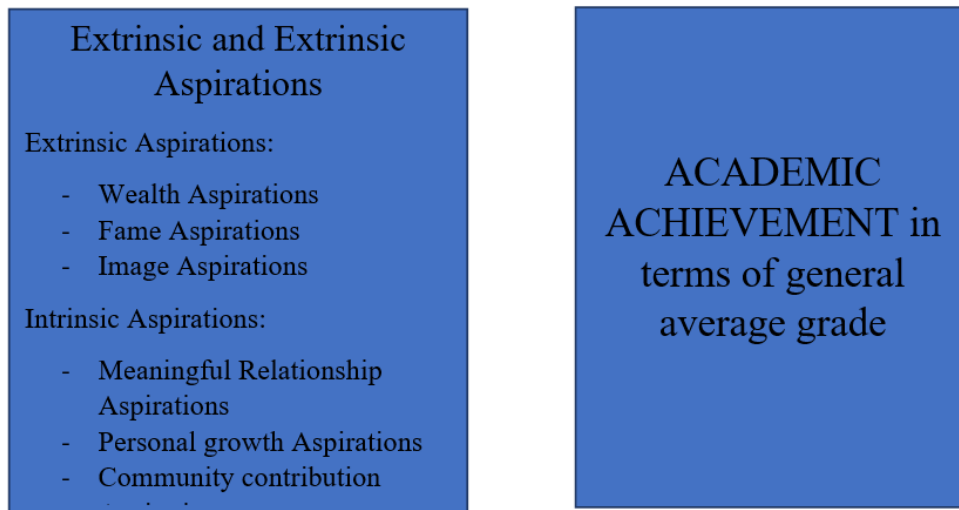 Extrinsic and Extrinsic
Aspirations
Extrinsic Aspirations:
- Wealth Aspirations
- Fame Aspirations
- Image Aspirations
Intrinsic Aspirations:
- Meaningful Relationship
Aspirations
- Personal growth Aspirations
- Community contribution
ACADEMIC
ACHIEVEMENT in
terms of general
average grade